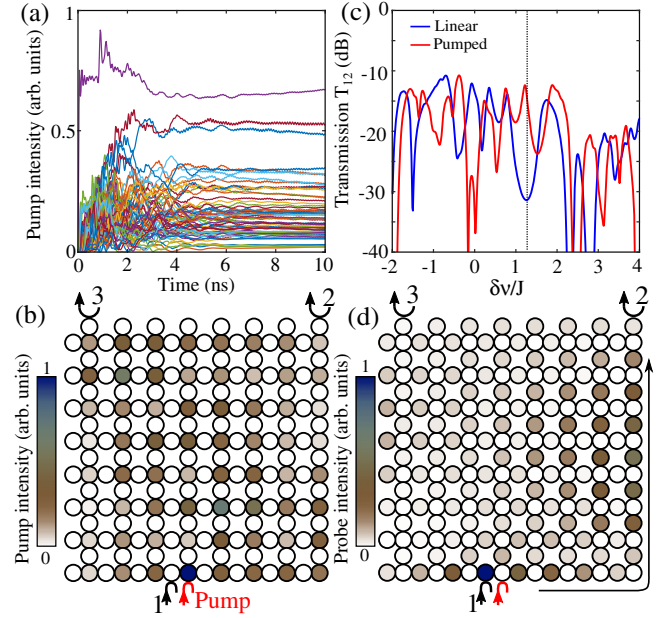 (a)
Pump intensity (arb. units)
1
0.5
0
0
2
4
6
8
10
Time (ns)
(c)
Linear
Pumped
Transmission T12 (dB)
0
-10
-20
-30
-40
-2
-1
0
1
2
3
4
δν/J
(b)
3
2
1
Pump intensity (arb. units)
0
1
Pump
(d)
3
2
1
Probe intensity (arb. units)
0
1